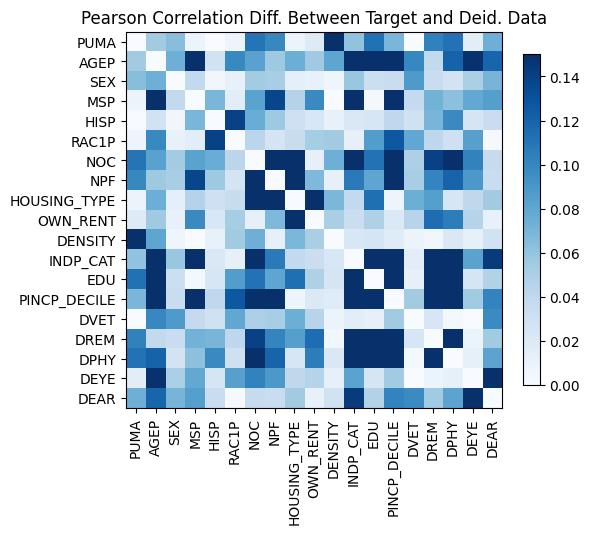 Pearson Correlation Diff. Between Target and Deid. Data
PUMA
AGEP
SEX
MSP
HISP
RAC1P
NOC
NPF
HOUSING_TYPE
OWN_RENT
DENSITY
INDP_CAT
EDU
PINCP_DECILE
DVET
DREM
DPHY
DEYE
DEAR
PUMA
AGEP
SEX
MSP
HISP
RAC1P
NOC
NPF
HOUSING_TYPE
OWN_RENT
DENSITY
INDP_CAT
EDU
PINCP_DECILE
DVET
DREM
DPHY
DEYE
DEAR
0.14
0.12
0.10
0.08
0.06
0.04
0.02
0.00